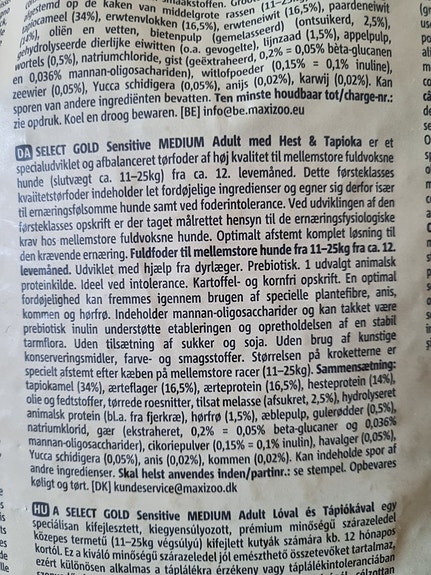 afstemd op de kaken van middelgrote rassen (11-25kg)
tapiocameel (34%), erwtenvlokken (16,5%), erwteneiwit (16,5%), paardeneiwit
(14%), oliën en vetten, bietenpulp (gemelasseerd) (ontsuikerd, 2,5%),
gehydrolyseerde dierlijke eiwitten (o.a. gevogelte), lijnzaad (1,5%), appelpulp,
wortels (0,5%), natriumchloride, gist (geëxtraheerd, 0,2% = 0,05% bèta-glucanen
en 0,036% mannan-oligosachariden), witlofpoeder (0,15% = 0,1% inuline),
zeewier (0,05%), Yucca schidigera (0,05%), anijs (0,02%), karwij (0,02%). Kan
sporen van andere ingrediënten bevatten. Ten minste houdbaar tot/charge-nr.:
zie opdruk. Koel en droog bewaren. [BE] info@be.maxizoo.eu
DA SELECT GOLD Sensitive MEDIUM Adult med Hest & Tapioka er et
specialudviklet og afbalanceret tørfoder af høj kvalitet til mellemstore fuldvoksne
hunde (slutvægt ca. 11–25kg) fra ca. 12. levemåned. Dette førsteklasses
kvalitetstørfoder indeholder let fordøjelige ingredienser og egner sig derfor især
til ernæringsfølsomme hunde samt ved foderintolerance. Ved udviklingen af den
førsteklasses opskrift er der taget målrettet hensyn til de ernæringsfysiologiske
krav hos mellemstore fuldvoksne hunde. Optimalt afstemt komplet løsning til
den krævende ernæring. Fuldfoder til mellemstore hunde fra 11–25kg fra ca. 12.
levemåned. Udviklet med hjælp fra dyrlæger. Prebiotisk. 1 udvalgt animalsk
proteinkilde. Ideel ved intolerance. Kartoffel- og kornfri opskrift. En optimal
fordøjelighed kan fremmes igennem brugen af specielle plantefibre, anis,
kommen og hørfrø. Indeholder mannan-oligosaccharider og kan takket være
prebiotisk inulin understøtte etableringen og opretholdelsen af en stabil
tarmflora. Uden tilsætning af sukker og soja. Uden brug af kunstige
konserveringsmidler, farve- og smagsstoffer. Størrelsen på kroketterne er
specielt afstemt efter kæben på mellemstore racer (11–25kg). Sammensætning:
tapiokamel (34%), ærteflager (16,5%), ærteprotein (16,5%), hesteprotein (14%),
olie og fedtstoffer, tørrede roesnitter, tilsat melasse (afsukret, 2,5%), hydrolyseret
animalsk protein (bl.a. fra fjerkræ), hørfrø (1,5%), æblepulp, gulerødder (0,5%),
natriumklorid, gær (ekstraheret, 0,2% = 0,05% beta-glucaner og 0,036%
mannan-oligosaccharider), cikoriepulver (0,15% = 0,1% inulin), havalger (0,05%),
Yucca schidigera (0,05%), anis (0,02%), kommen (0,02%). Kan indeholde spor af
andre ingredienser. Skal helst anvendes inden/partinr.: se stempel. Opbevares
køligt og tørt. [DK] kundeservice@maxizoo.dk
HU A SELECT GOLD Sensitive MEDIUM Adult Lóval és Tápiókával egy
speciálisan kifejlesztett, kiegyensúlyozott, prémium minőségű szárazeledel
közepes termetű (11–25kg végsúlyú) kifejlett kutyák számára kb. 12 hónapos
kortól. Ez a kiváló minőségű szárazeledel jól emészthető összetevőket tartalmaz,
ezért különösen alkalmas a táplálékra érzékeny vagy táplálékintoleranciában